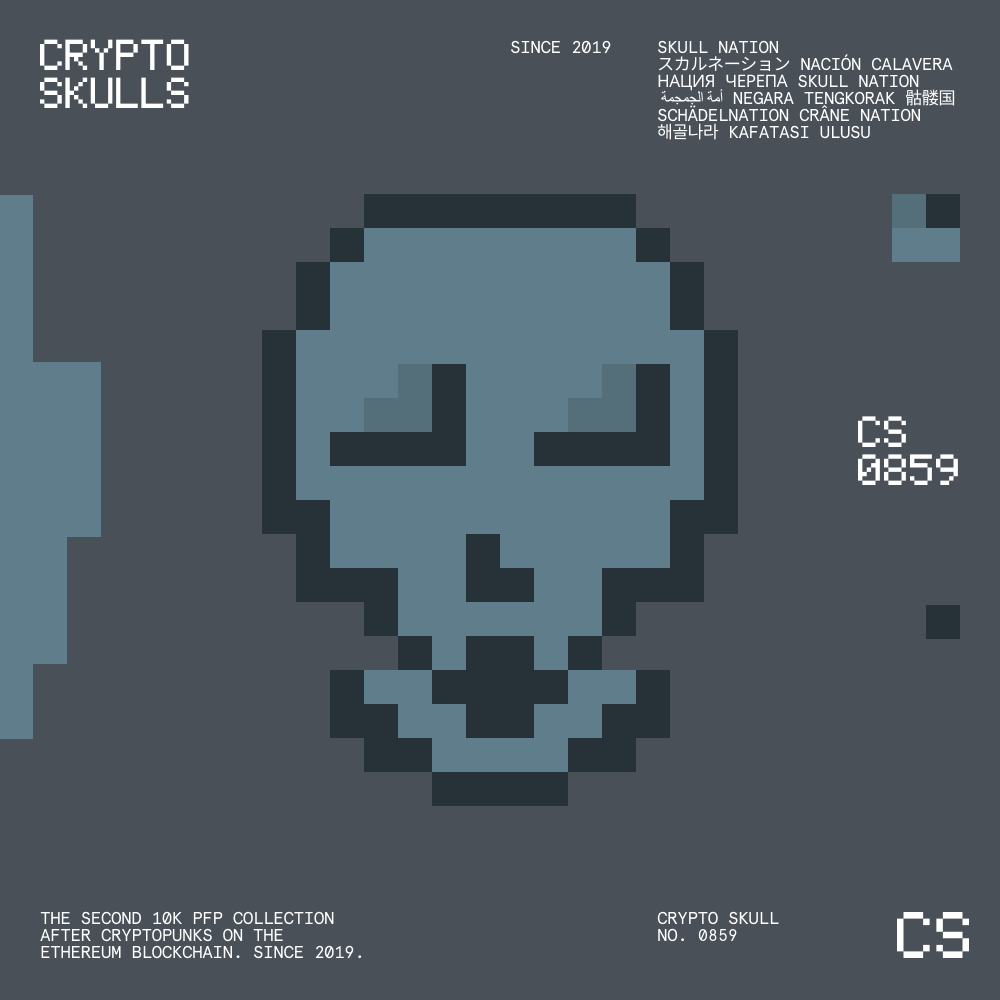 CRYPTO
SKULLS
SINCE 2019
SKULL NATION
スカルネーション NACIÓN CALAVERA
НАЦИЯ ЧЕРЕПА SKULL NATION
أمة الجمجمة NEGARA TENGKORAK 骷髅国
SCHÄDELNATION CRÂNE NATION
해골나라 KAFATASI ULUSU
CS
0859
THE SECOND 10K PFP COLLECTION
AFTER CRYPTOPUNKS ON THE
ETHEREUM BLOCKCHAIN. SINCE 2019.
CRYPTO SKULL
NO. 0859
CS